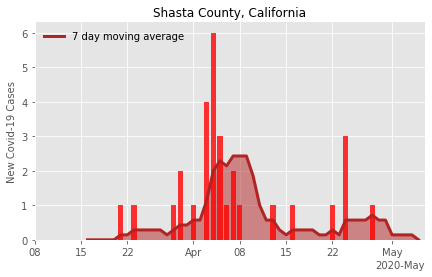 Shasta County, California
7 day moving average
New Covid-19 Cases
6
5
4
3
2
1
0
08 15 22 Apr 08 15 22 May
2020-May